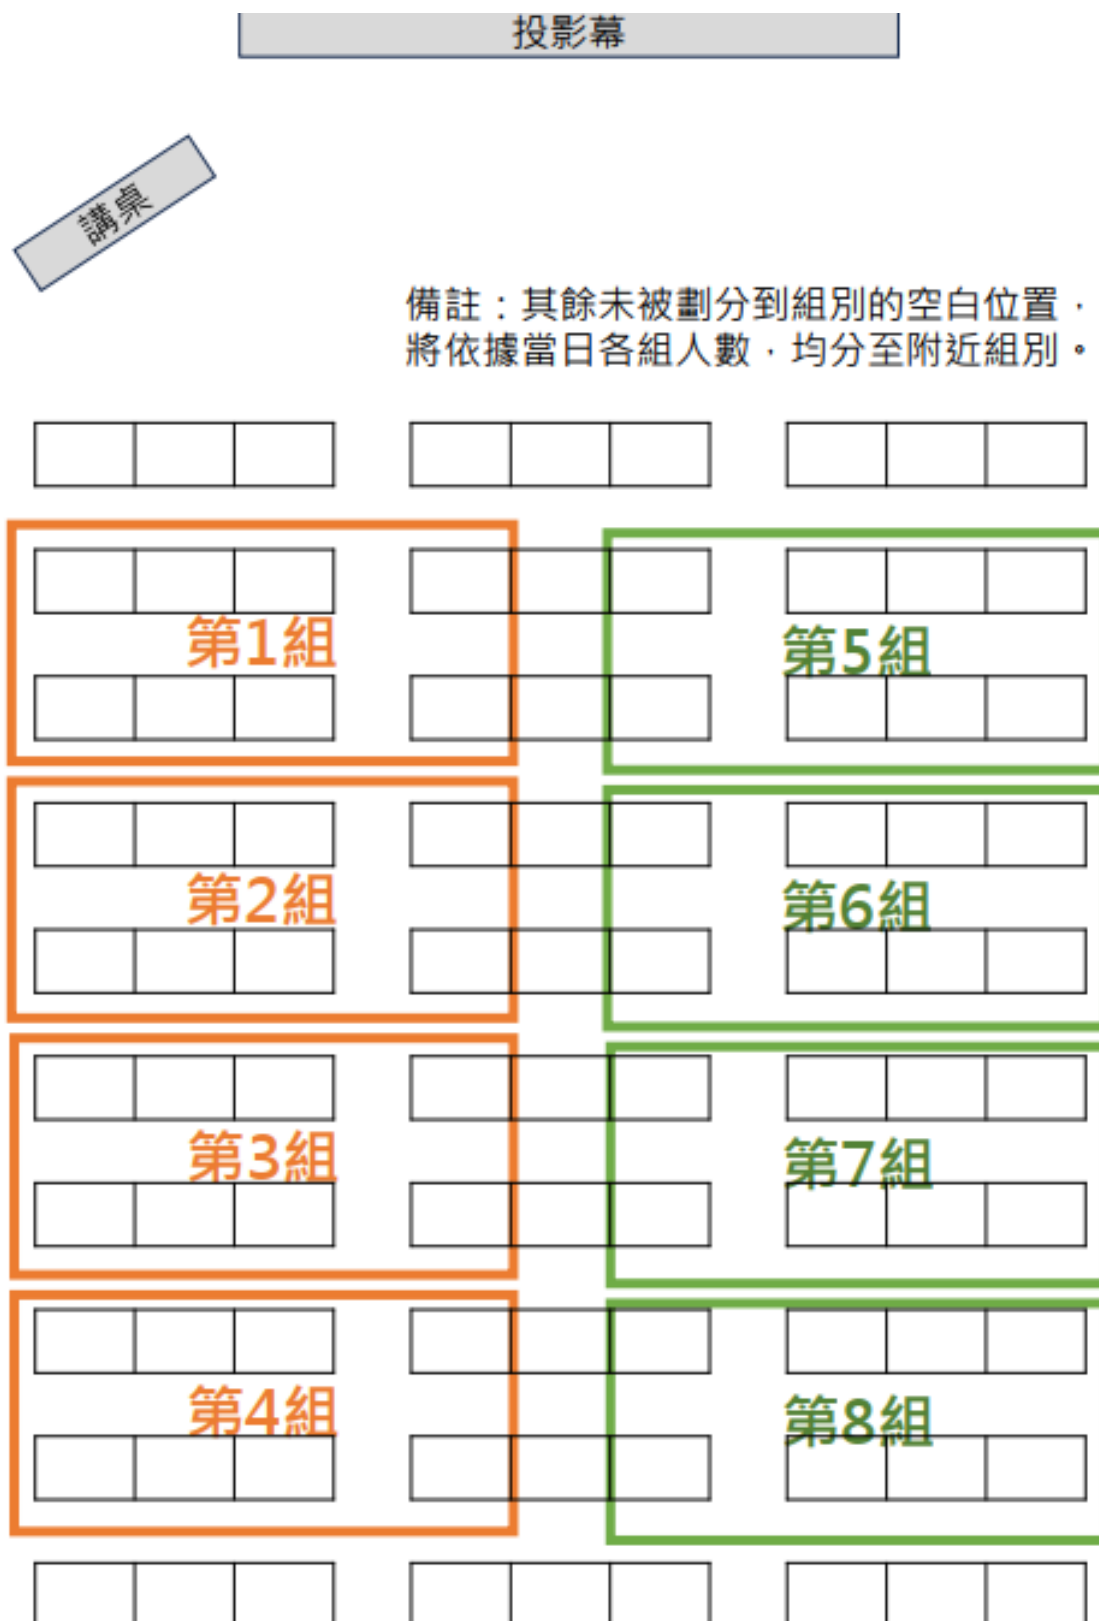 投影幕
講桌
備註：其餘未被劃分到組別的空白位置，
將依據當日各組人數，均分至附近組別。
第1組
第5組
第2組
第6組
第3組
第7組
第4組
第8組